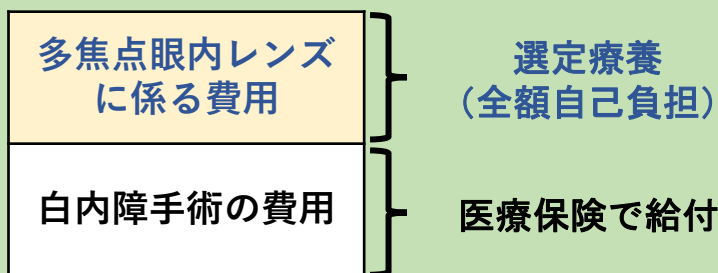 多焦点眼内レンズ
に係る費用
選定療養
（全額自己負担）
白内障手術の費用
医療保険で給付